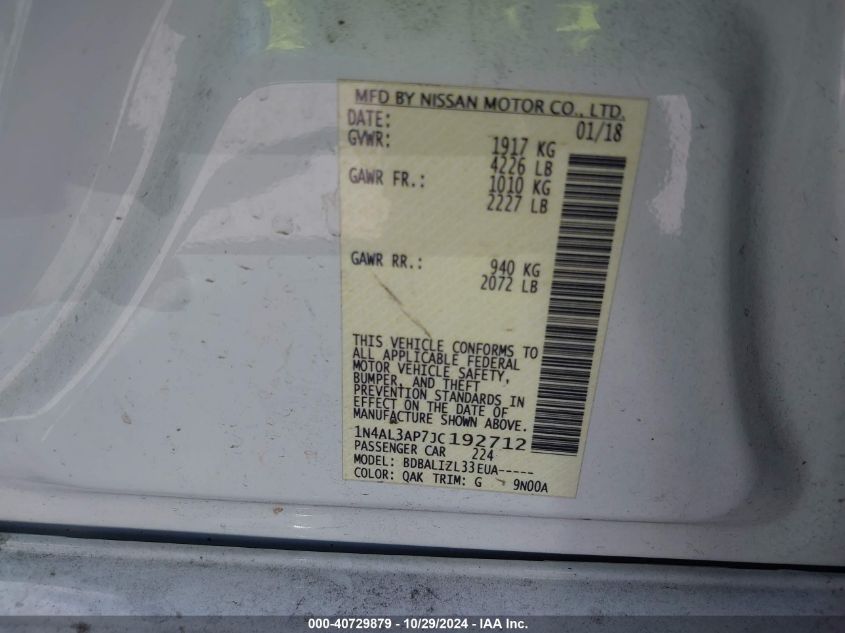 MFD BY NISSAN MOTOR CO., LTD.
DATE: 01/18
GVWR: 1917 KG
4226 LB
GAWR FR.: 1010 KG
2227 LB
GAWR RR.: 940 KG
2072 LB
THIS VEHICLE CONFORMS TO
ALL APPLICABLE FEDERAL
MOTOR VEHICLE SAFETY,
BUMPER, AND THEFT
PREVENTION STANDARDS IN
EFFECT ON THE DATE OF
MANUFACTURE SHOWN ABOVE.
1N4AL3AP7JC192712
PASSENGER CAR 224
MODEL: BDBALIZL33EUA-----
COLOR: QAK TRIM: G 9N00A
000-40729879 - 10/29/2024 - IAA Inc.